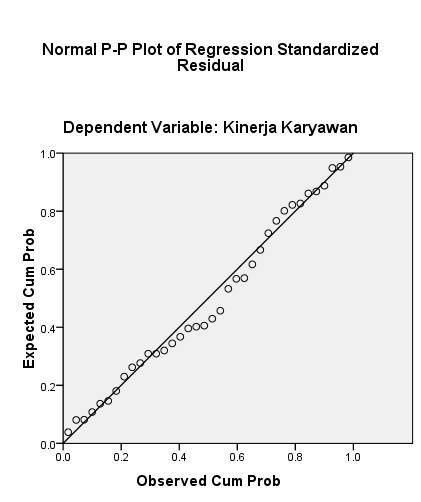 Normal P-P Plot of Regression Standardized
Residual
Dependent Variable: Kinerja Karyawan
1.0
0.8
0.6
0.4
0.2
0.0
Expected Cum Prob
0.0 0.2 0.4 0.6 0.8 1.0
Observed Cum Prob